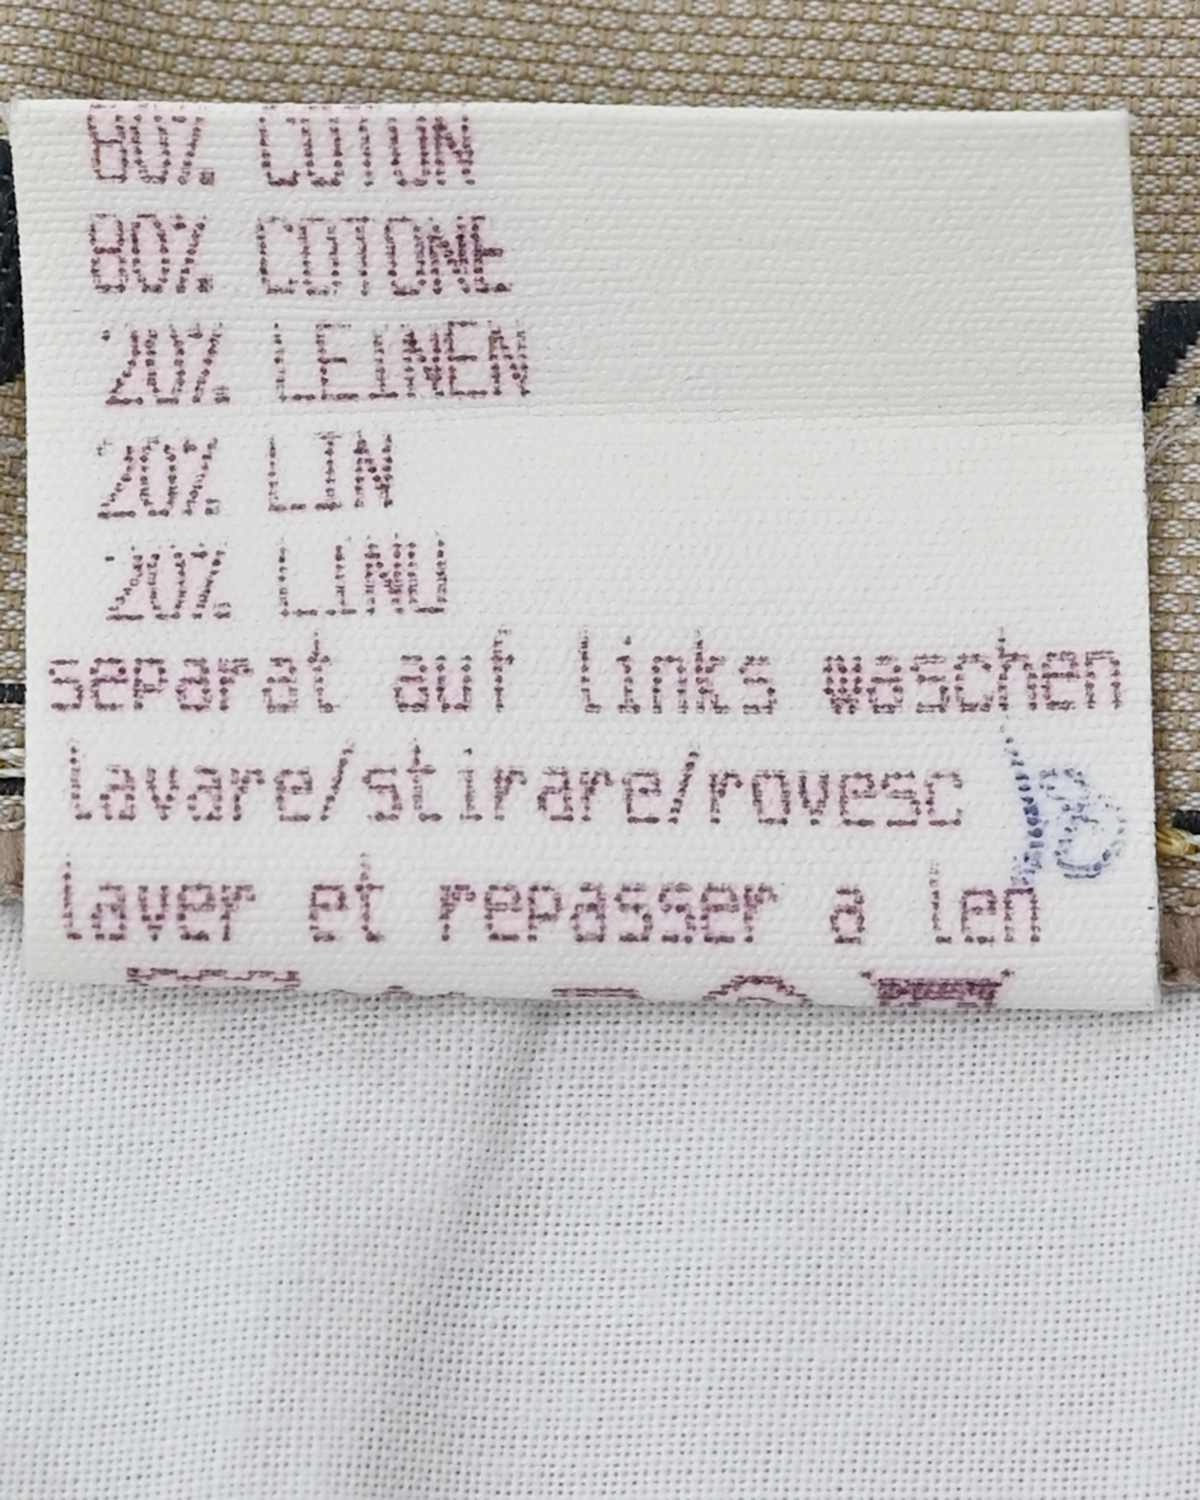 80% COTON
80% COTONE
20% LEINEN
20% LIN
20% LINO
separat auf links waschen
lavare/stirare/rovesc
laver et repasser a len